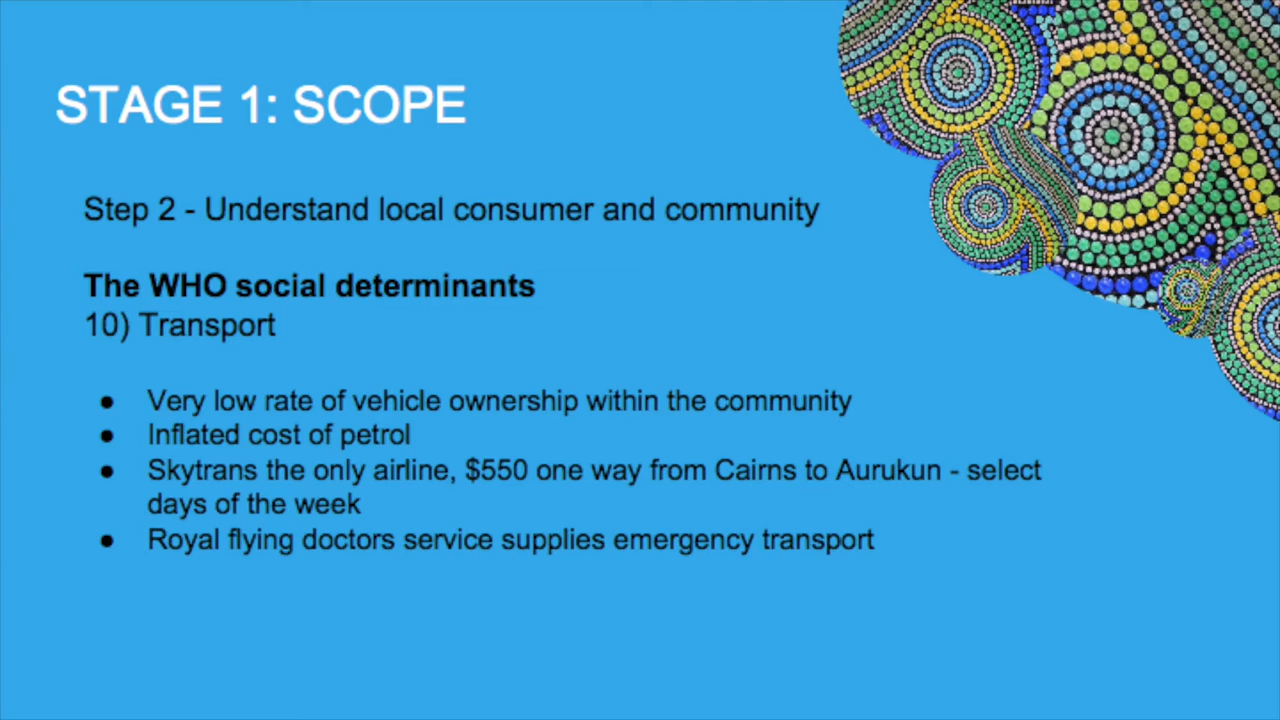 STAGE 1: SCOPE
Step 2 - Understand local consumer and community
The WHO social determinants
10) Transport
● Very low rate of vehicle ownership within the community
● Inflated cost of petrol
● Skytrans the only airline, $550 one way from Cairns to Aurukun - select
days of the week
● Royal flying doctors service supplies emergency transport